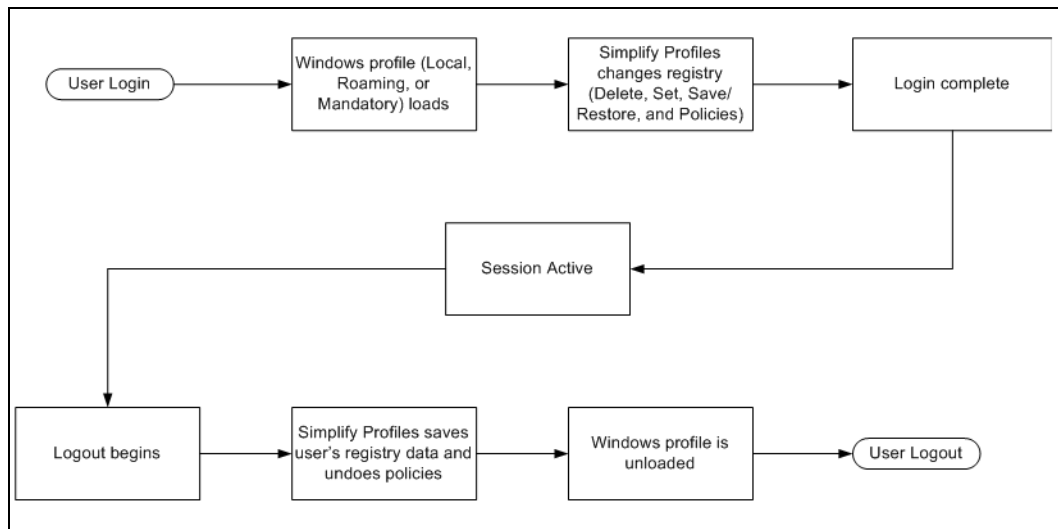 User Login
Windows profile (Local,
Roaming, or
Mandatory) loads
Simplify Profiles
changes registry
(Delete, Set, Save/
Restore, and Policies)
Login complete
Session Active
Logout begins
Simplify Profiles saves
user's registry data and
undoes policies
Windows profile is
unloaded
User Logout